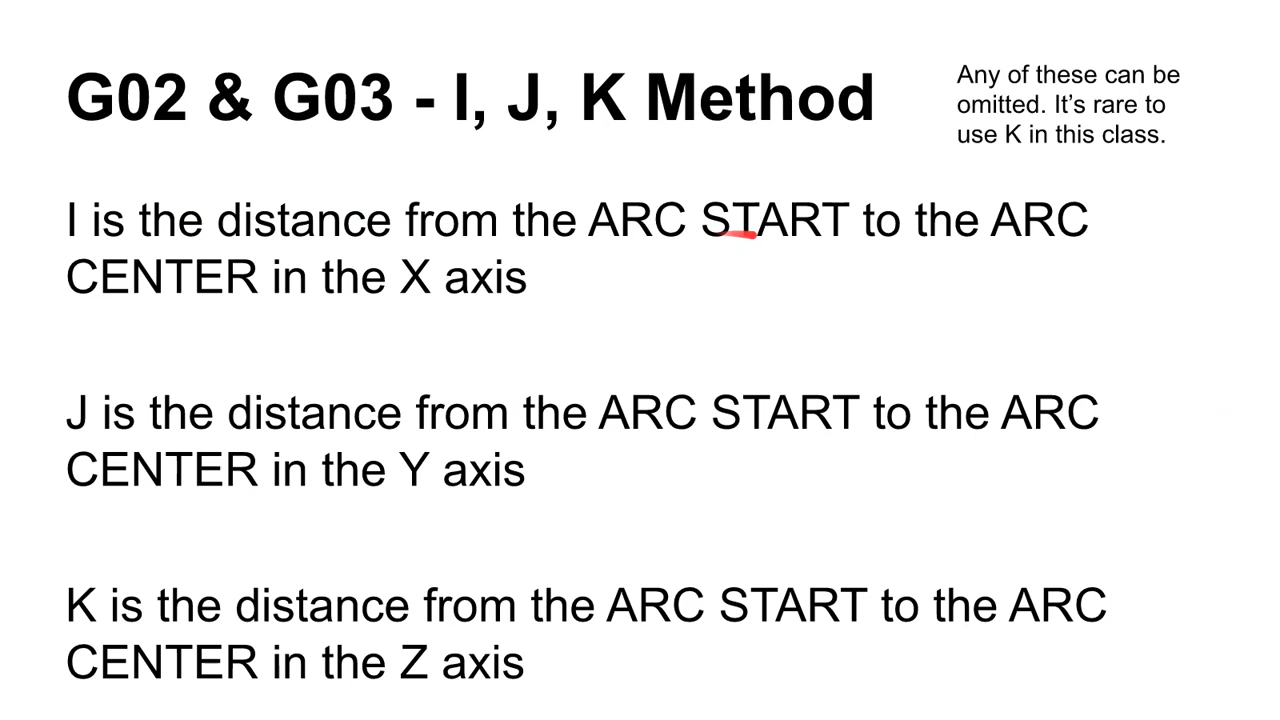 G02 & G03 - I, J, K Method
Any of these can be
omitted. It’s rare to
use K in this class.
I is the distance from the ARC START to the ARC
CENTER in the X axis
J is the distance from the ARC START to the ARC
CENTER in the Y axis
K is the distance from the ARC START to the ARC
CENTER in the Z axis